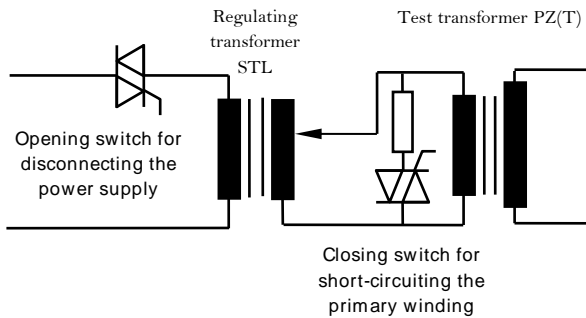 Regulating
transformer
STL
Test transformer PZ(T)
Opening switch for
disconnecting the
power supply
Closing switch for
short-circuiting the
primary winding